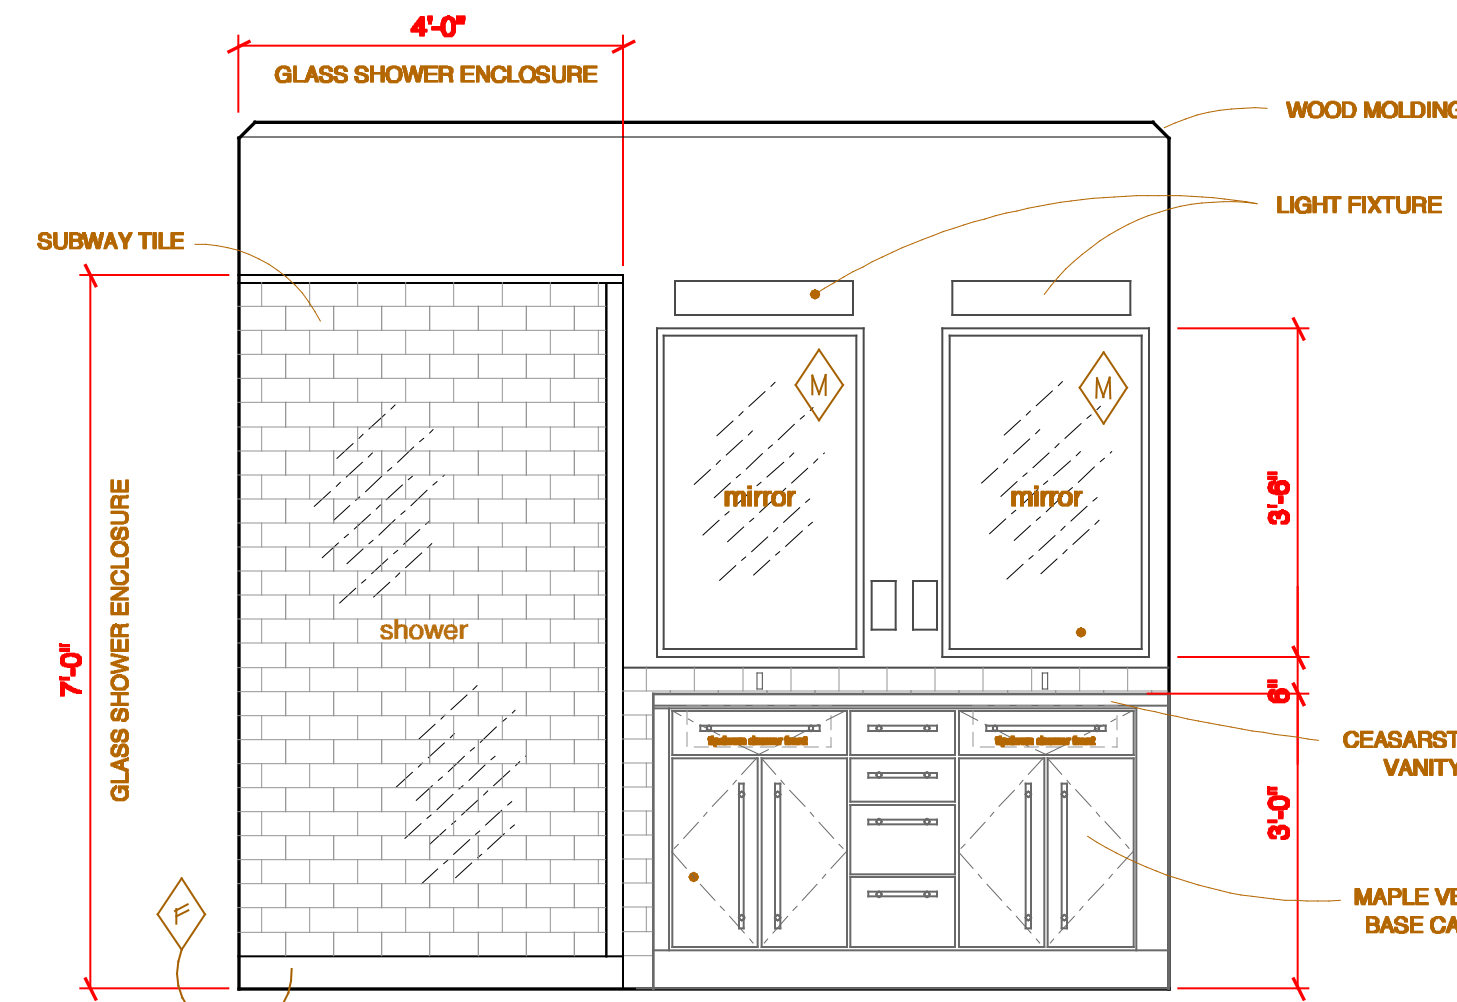 4'-0"
GLASS SHOWER ENCLOSURE
WOOD MOLDING
LIGHT FIXTURE
SUBWAY TILE
M
M
mirror
mirror
3'-6"
GLASS SHOWER ENCLOSURE
shower
7'-0"
6"
CEASARST
VANITY
3'-0"
MAPLE VE
BASE CA
F